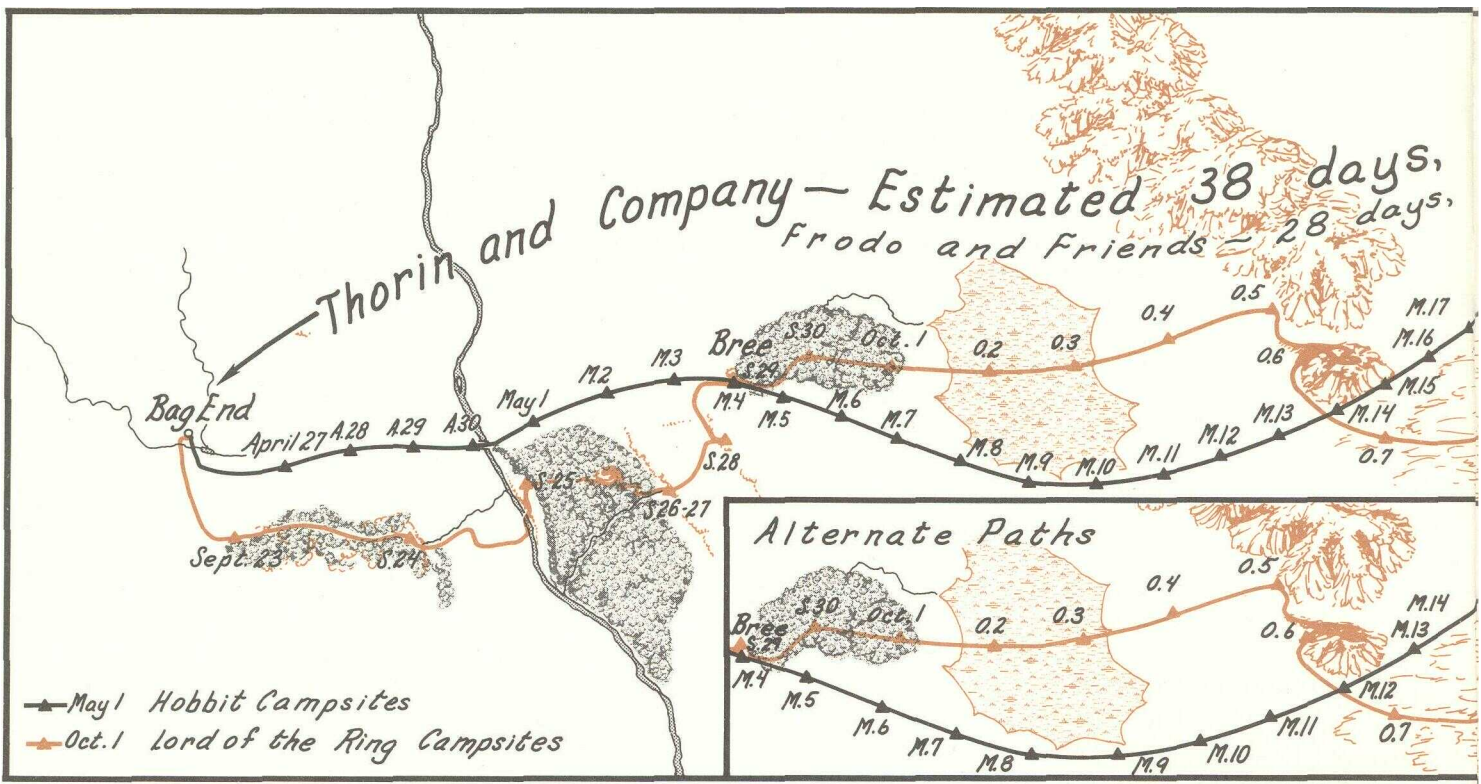 Thorin and Company — Estimated 38 days,
Frodo and Friends — 28 days,
Bag End
April 27
A.28
A.29
A.30
May 1
M.2
M.3
Bree
M.4
M.5
M.6
M.7
M.8
M.9
M.10
M.11
M.12
M.13
M.14
M.15
M.16
M.17
Sept. 23
S.24
S.25
S.26-27
S.28
S.29
S.30
Oct. 1
O.2
O.3
O.4
O.5
O.6
O.7
Alternate Paths
Bree
S.29
S.30
Oct. 1
O.2
O.3
O.4
O.5
O.6
O.7
M.4
M.5
M.6
M.7
M.8
M.9
M.10
M.11
M.12
M.13
M.14
May 1 Hobbit Campsites
Oct. 1 Lord of the Ring Campsites